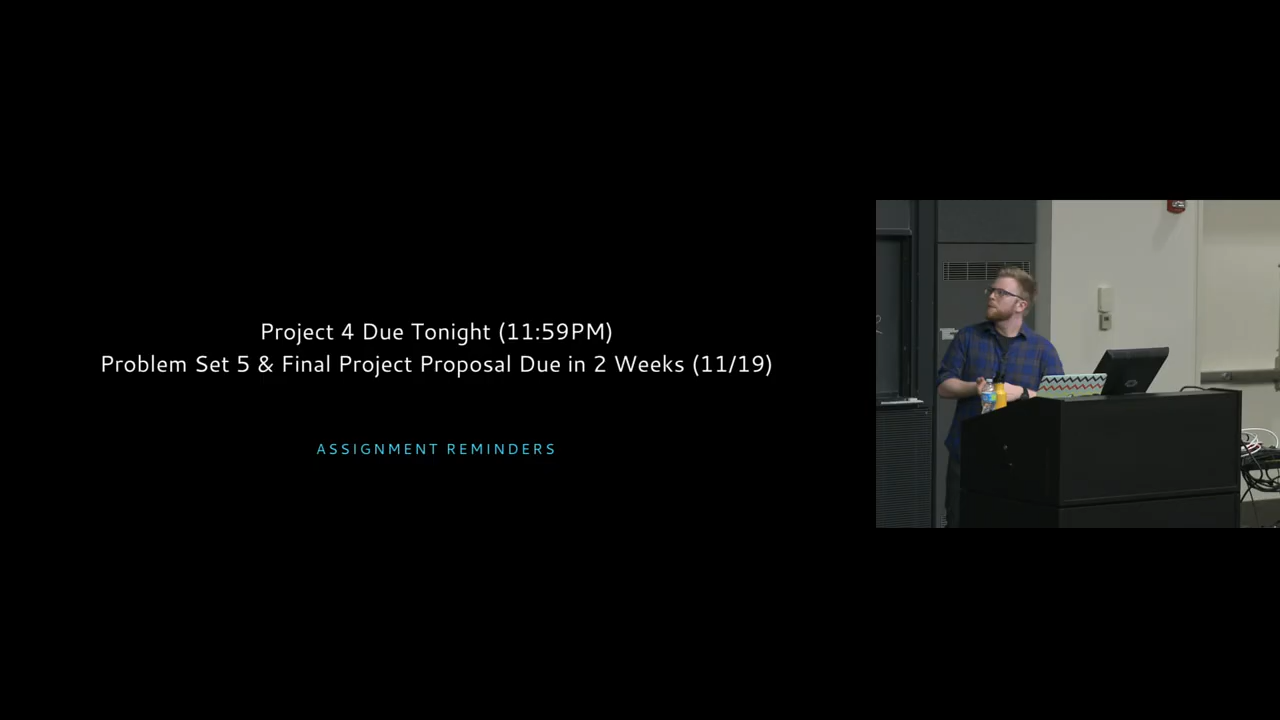 Project 4 Due Tonight (11:59PM)
Problem Set 5 & Final Project Proposal Due in 2 Weeks (11/19)
ASSIGNMENT REMINDERS